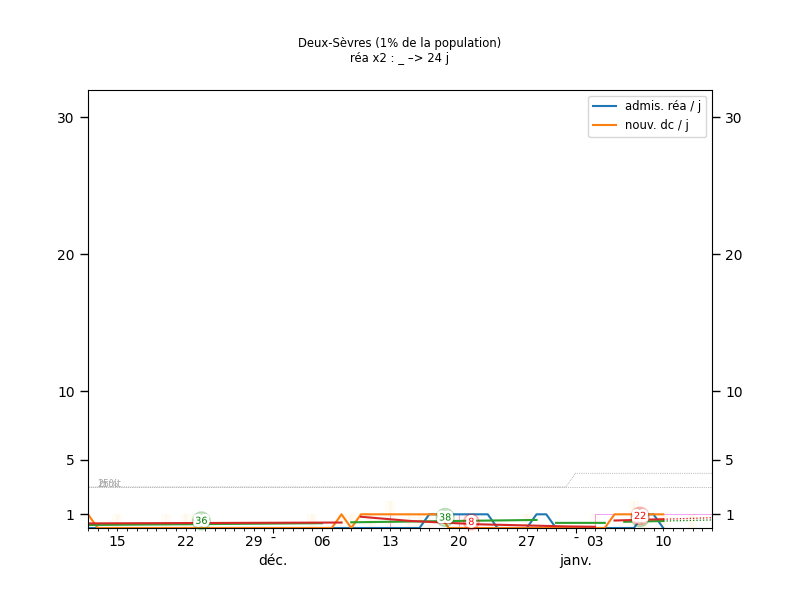 Deux-Sèvres (1% de la population)
réa x2 : _ –> 24 j
admis. réa / j
nouv. dc / j
30 30
20 20
10 10
5 5
1 1
36 38 8 22
15 22 29 - 06 13 20 27 - 03 10
déc. janv.